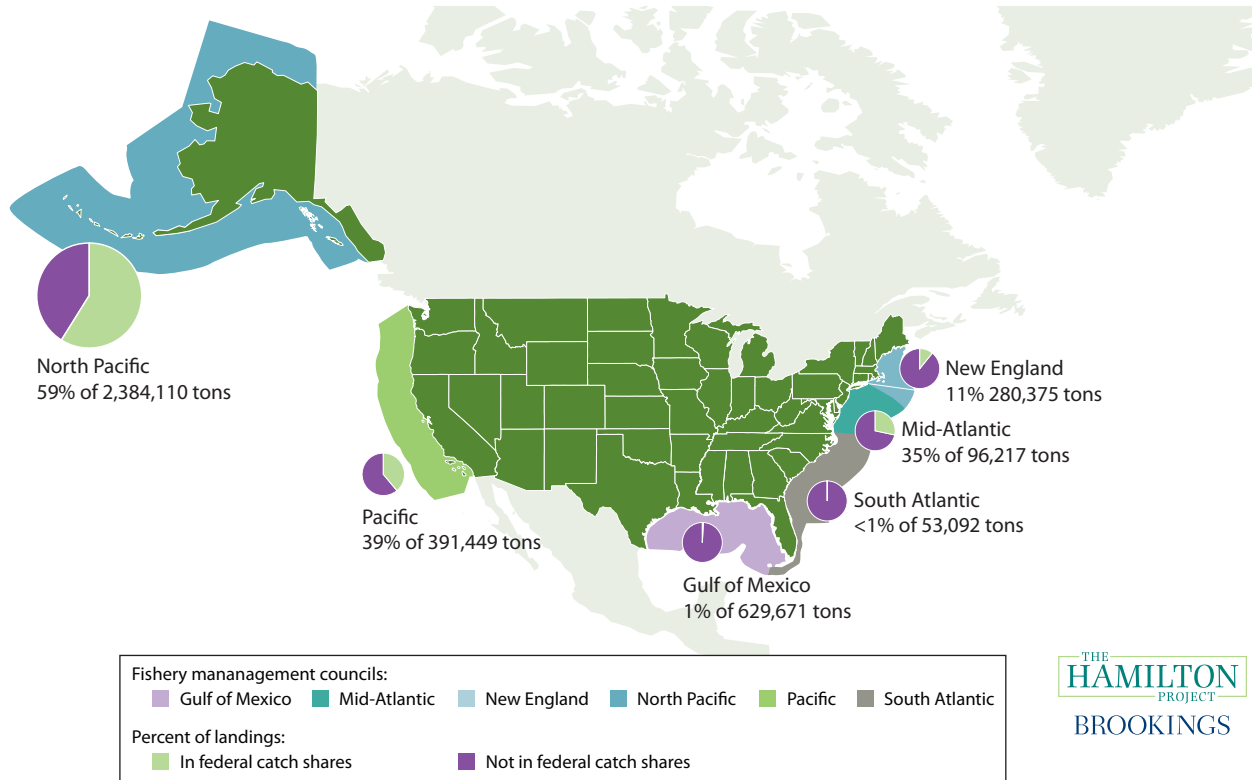 North Pacific
59% of 2,384,110 tons
Pacific
39% of 391,449 tons
New England
11% 280,375 tons
Mid-Atlantic
35% of 96,217 tons
South Atlantic
<1% of 53,092 tons
Gulf of Mexico
1% of 629,671 tons
Fishery mananagement councils:
Gulf of Mexico Mid-Atlantic New England North Pacific Pacific South Atlantic
Percent of landings:
In federal catch shares Not in federal catch shares
THE
HAMILTON
PROJECT
BROOKINGS